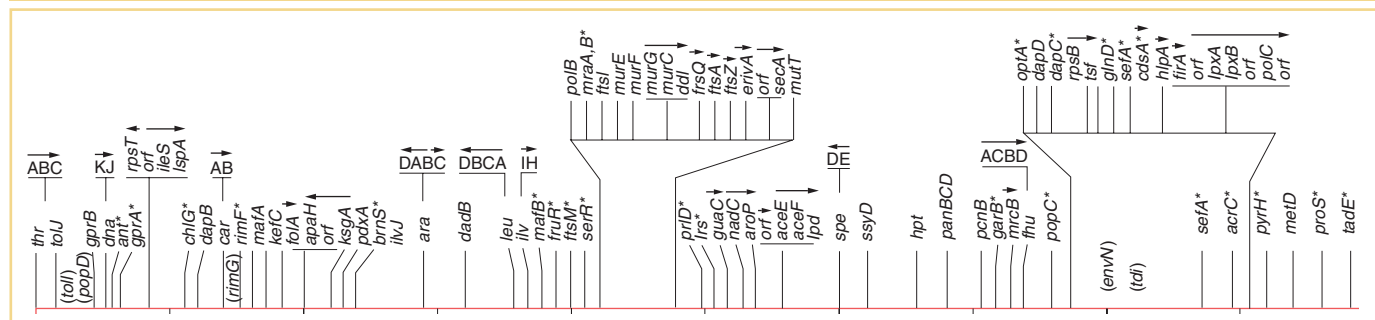 polB
mraA,B*
ftsI
murE
murF
murG
murC
ddl
frsQ
ftsA*
ftsZ*
erivA
orf
secA
mutT
optA*
dapD
dapC*
rpsB
tsf
glnD*
sefA*
cdsA*
hlpA
firA
orf
lpxA
lpxB
orf
polC
orf
ABC
KJ
rpsT
orf
ileS
lspA
AB
DABC
DBCA
IH
DE
ACBD
thr
tolJ
(tolI)
(popD)
gprB
dna
ant*
gprA*
chlG*
dapB
car
(rimG)
rimF*
mafA
kefC
folA
apaH
orf
ksgA
pdxA
brnS*
ilvJ
ara
dadB
leu
ilv
mafB*
fruR*
ftsM*
serR*
prlD*
lrs*
guaC
nadC
aroP
orf
aceE
aceF
lpd
spe
ssyD
hpt
panBCD
pcnB
garB*
mrcB
fhu
popC*
(envN)
(tdi)
sefA*
acrC*
pyrH*
metD
proS*
tadE*